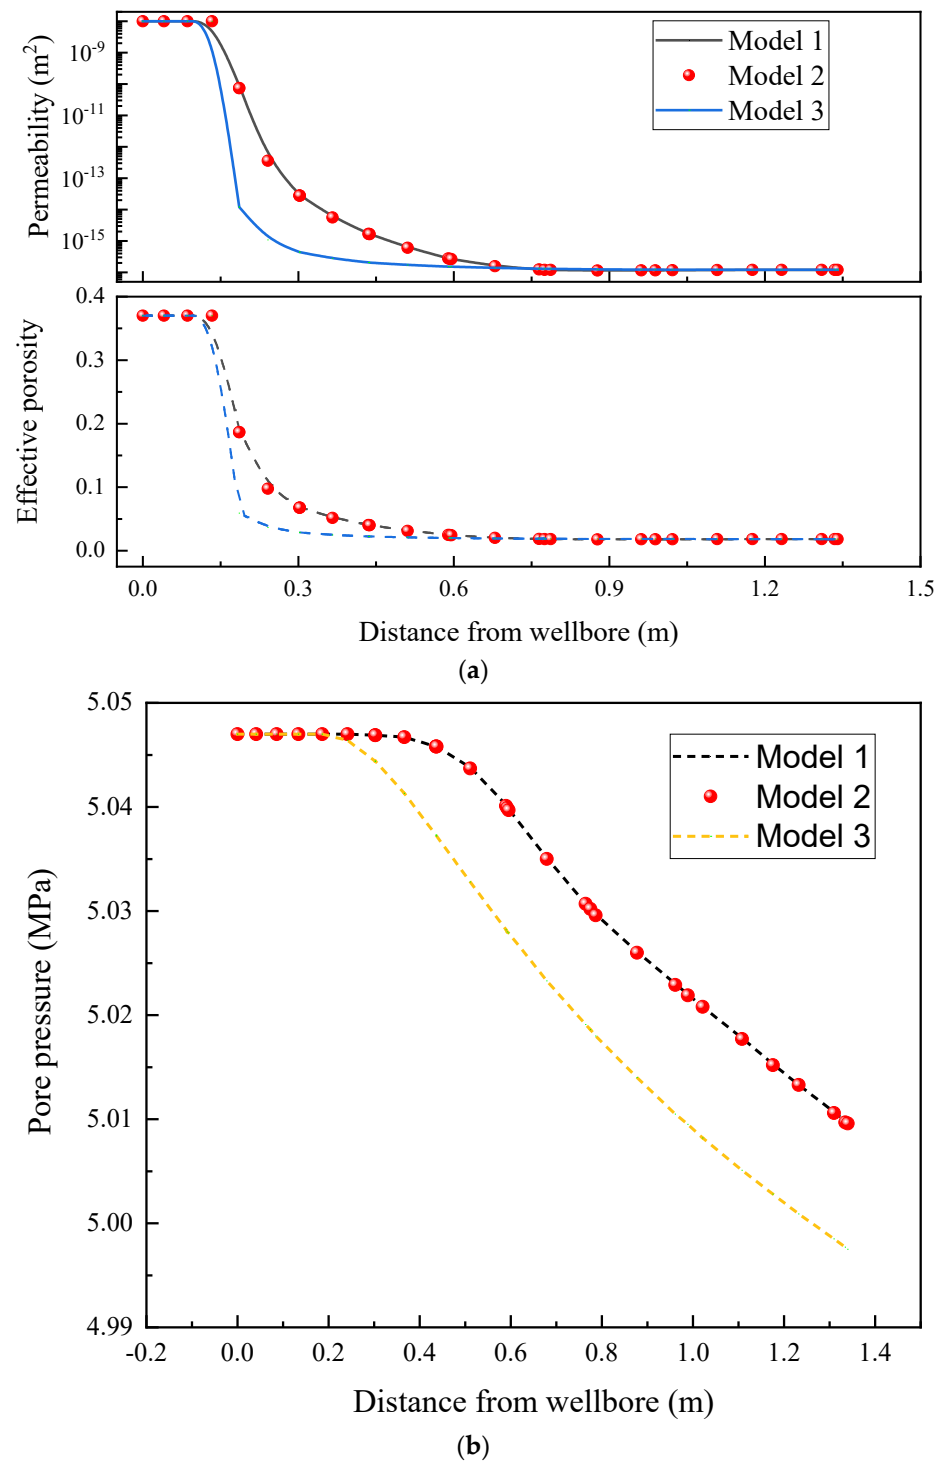 Permeability (m²)
10⁻⁹
10⁻¹¹
10⁻¹³
10⁻¹⁵
Model 1
Model 2
Model 3
Effective porosity
0.4
0.3
0.2
0.1
0.0
0.0 0.3 0.6 0.9 1.2 1.5
Distance from wellbore (m)
(a)
Pore pressure (MPa)
5.05
5.04
5.03
5.02
5.01
5.00
4.99
Model 1
Model 2
Model 3
-0.2 0.0 0.2 0.4 0.6 0.8 1.0 1.2 1.4
Distance from wellbore (m)
(b)